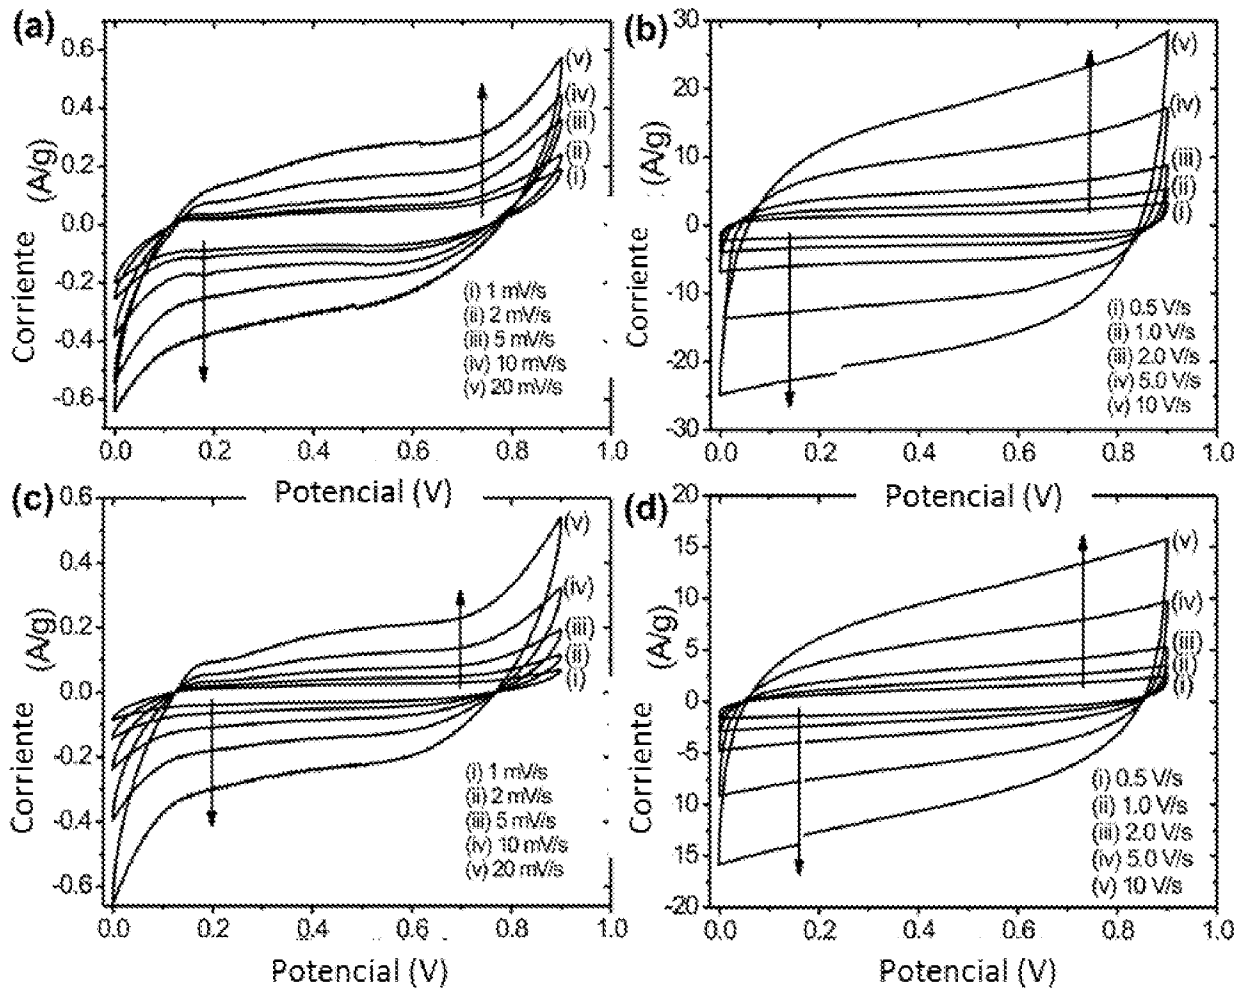 (a)
0.6
0.4
0.2
0.0
-0.2
-0.4
-0.6
Corriente (A/g)
(v)
(iv)
(iii)
(ii)
(i)
(i) 1 mV/s
(ii) 2 mV/s
(iii) 5 mV/s
(iv) 10 mV/s
(v) 20 mV/s
0.0 0.2 0.4 0.6 0.8 1.0
Potencial (V)
(b)
30
20
10
0
-10
-20
-30
Corriente (A/g)
(v)
(iv)
(iii)
(ii)
(i)
(i) 0.5 V/s
(ii) 1.0 V/s
(iii) 2.0 V/s
(iv) 5.0 V/s
(v) 10 V/s
0.0 0.2 0.4 0.6 0.8 1.0
Potencial (V)
(c)
0.6
0.4
0.2
0.0
-0.2
-0.4
-0.6
Corriente (A/g)
(v)
(iv)
(iii)
(ii)
(i)
(i) 1 mV/s
(ii) 2 mV/s
(iii) 5 mV/s
(iv) 10 mV/s
(v) 20 mV/s
0.0 0.2 0.4 0.6 0.8 1.0
Potencial (V)
(d)
20
15
10
5
0
-5
10
15
-20
Corriente (A/g)
(v)
(iv)
(iii)
(ii)
(i)
(i) 0.5 V/s
(ii) 1.0 V/s
(iii) 2.0 V/s
(iv) 5.0 V/s
(v) 10 V/s
0.0 0.2 0.4 0.6 0.8 1.0
Potencial (V)